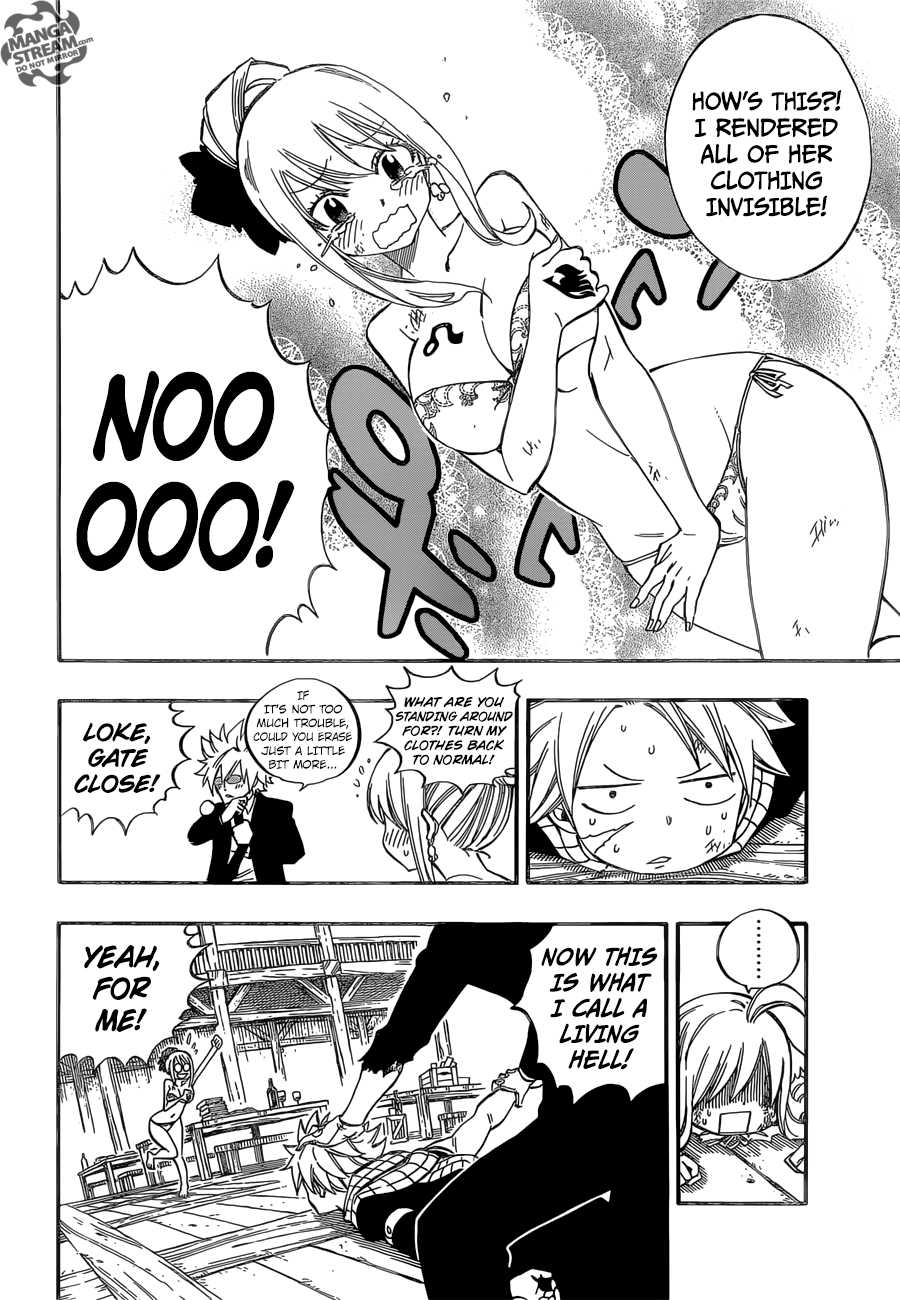 MANGA
STREAM.com
DO NOT MIRROR
HOW'S THIS?!
I RENDERED
ALL OF HER
CLOTHING
INVISIBLE!
NOO
OOO!
WHAT ARE YOU
STANDING AROUND
FOR?! TURN MY
CLOTHES BACK
TO NORMAL!
IF
IT'S NOT TOO
MUCH TROUBLE,
COULD YOU ERASE
JUST A LITTLE
BIT MORE...
LOKE,
GATE
CLOSE!
.........
NOW THIS
IS WHAT
I CALL A
LIVING
HELL!
YEAH,
FOR
ME!